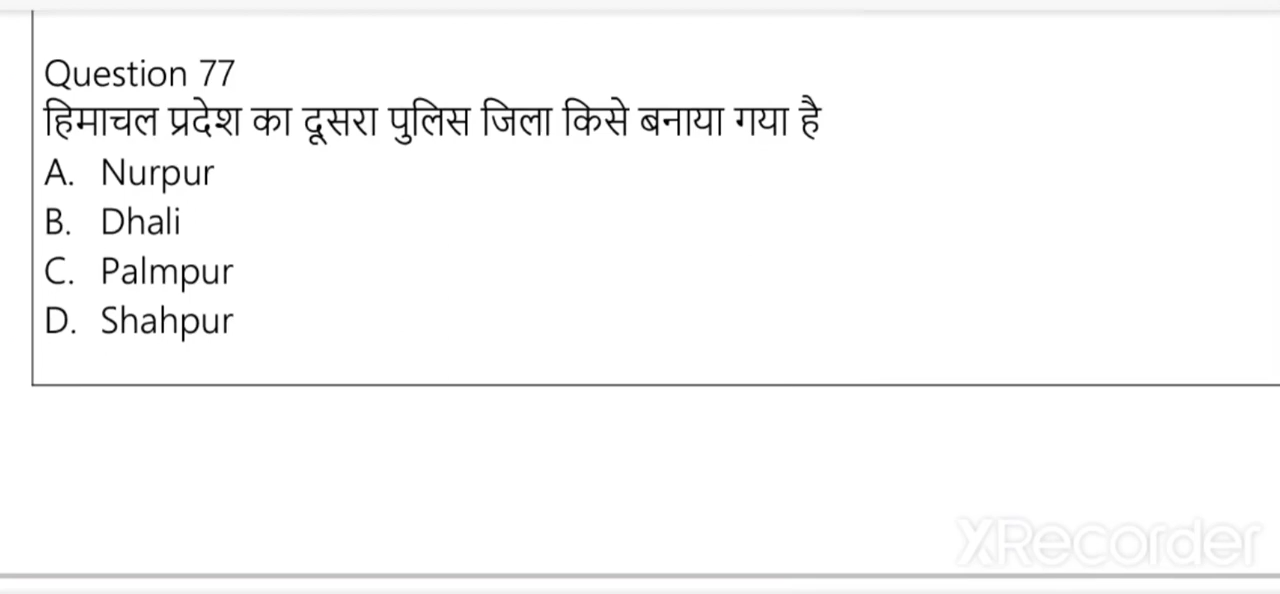 Question 77
हिमाचल प्रदेश का दूसरा पुलिस जिला किसे बनाया गया है
A. Nurpur
B. Dhali
C. Palmpur
D. Shahpur
XRecorder